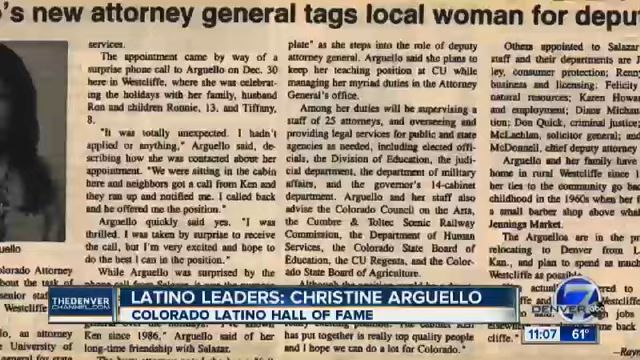 's new attorney general tags local woman for depu
services.
The appointment came by way of a
surprise phone call to Arguello on Dec. 30
here in Westcliffe, where she was celebrat-
ing the holidays with her family, husband
Ron and children Ronnie, 13, and Tiffany,
8.
"It was totally unexpected. I hadn't
applied or anything," Arguello said, de-
scribing how she was contacted about her
appointment. "We were sitting in the cabin
here and neighbors got a call from Ken and
they ran up and notified me. I called back
and he offered me the position."
Arguello quickly said yes. "I was
thrilled. I was taken by surprise to receive
the call, but I'm very excited and hope to
do the best I can in the position."
While Arguello was surprised by the
Ken since 1986," Arguello said of her
long-time friendship with Salazar.
plate" as she steps into the role of deputy
attorney general. Arguello said she plans to
keep her teaching position at CU while
managing her myriad duties in the Attorney
General's office.
Among her duties will be supervising a
staff of 25 attorneys, and overseeing and
providing legal services for public and state
agencies as needed, including elected offi-
cials, the Division of Education, the judi-
cial department, the department of military
affairs, and the governor's 14-cabinet
department. Arguello and her staff also
advise the Colorado Council on the Arts,
the Cumbre & Toltec Scenic Railway
Commission, the Department of Human
Services, the Colorado State Board of
Education, the CU Regents, and the Colo-
rado State Board of Agriculture.
has put together is really top quality people
and I hope we can do a lot for Colorado."
Others appointed to Salazar
staff and their departments are J
ley, consumer protection; Ren
business and licensing; Felicity
natural resources; Karen Howa
and employment; Diane Michau
tion; Don Quick, criminal justice;
McLachlan, solicitor general; and
McDonnell, chief deputy attorney
Arguello and her family have
home in rural Westcliffe since 1
her ties to the community go ba
childhood in the 1960s when her f
a small barber shop above wha
Jennings Market.
The Arguellos are in the pr
relocating to Denver from L
Kan., and plan to spend as much
Westcliffe as possible.
cliffe."
uello
olorado Attorney
bout the task of
senior staf
Westcliffe
e University of
THEDENVER
CHANNEL.COM
LATINO LEADERS: CHRISTINE ARGUELLO
COLORADO LATINO HALL OF FAME
DENVER 7 abc
11:07 61°